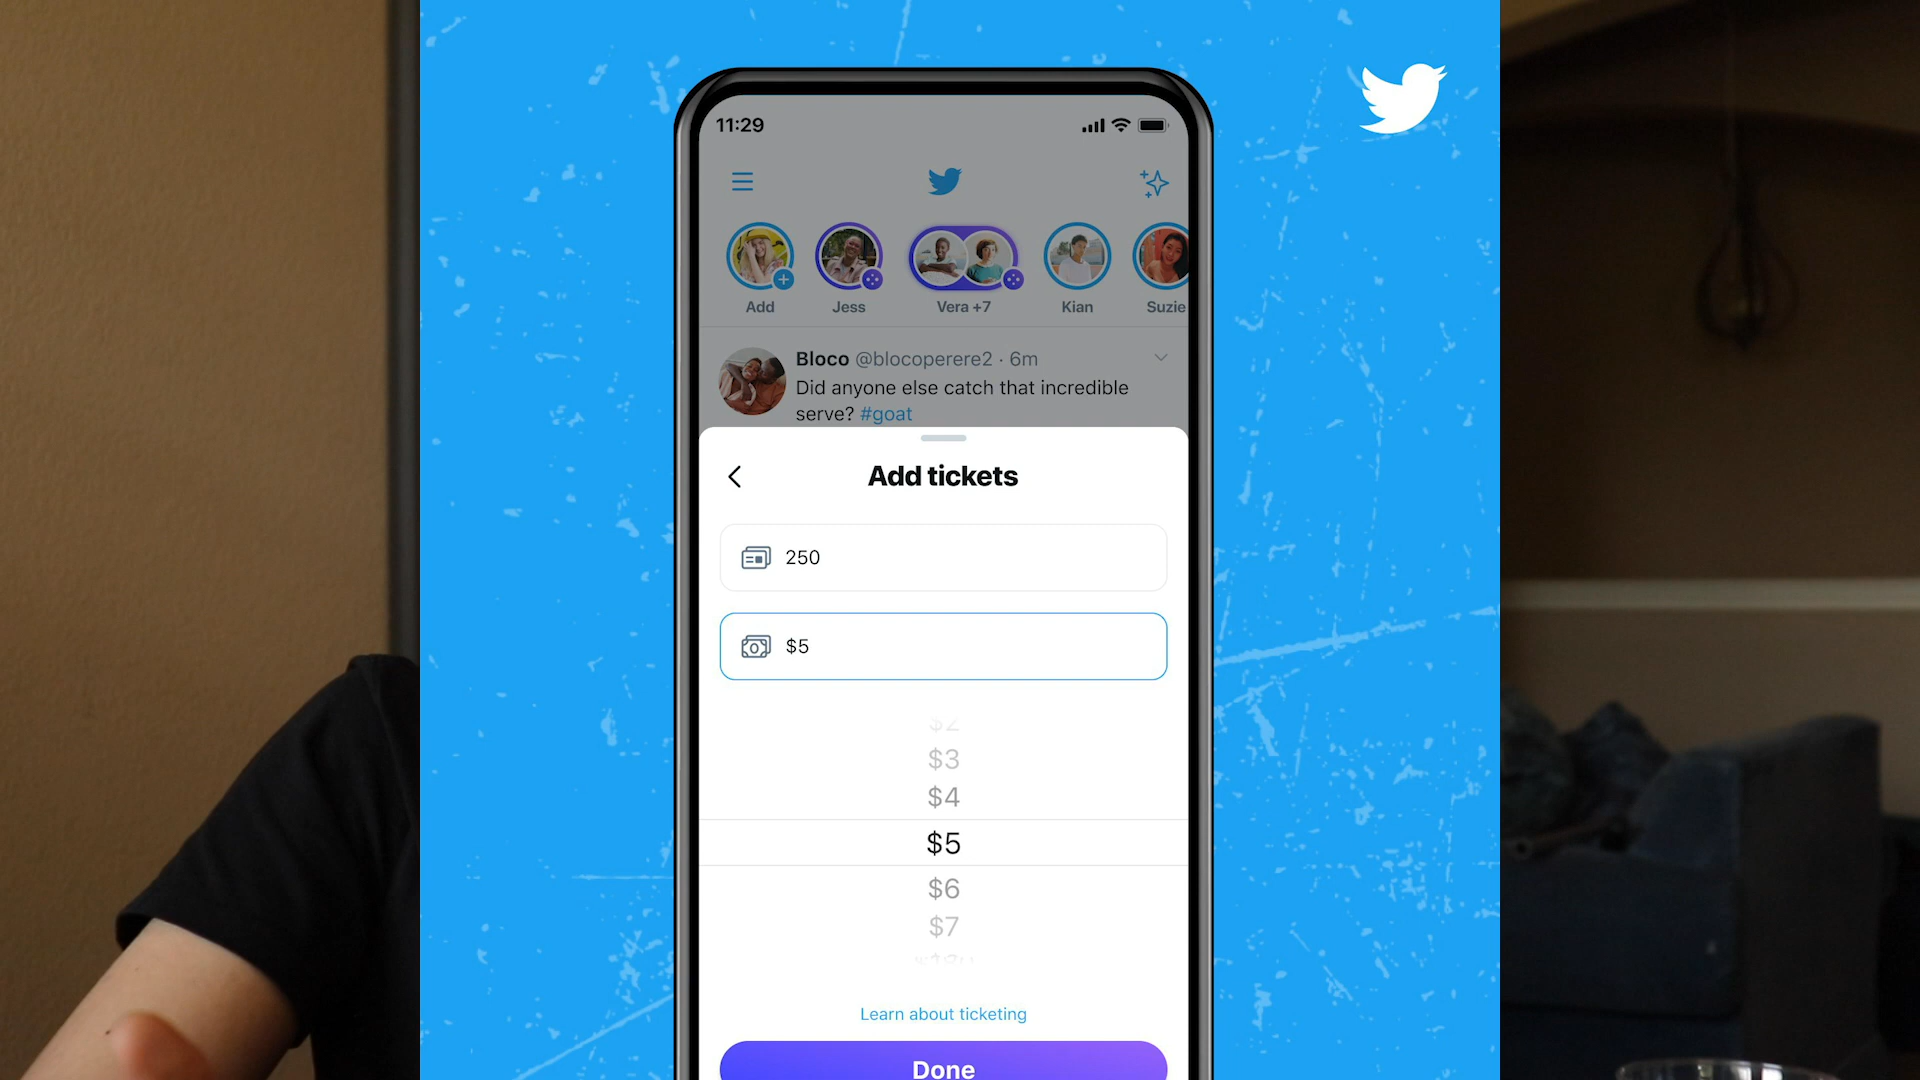 11:29
Add
Jess
Vera +7
Kian
Suzie
Bloco @blocoperere2 · 6m
Did anyone else catch that incredible
serve? #goat
Add tickets
250
$5
$2
$3
$4
$5
$6
$7
Learn about ticketing
Done